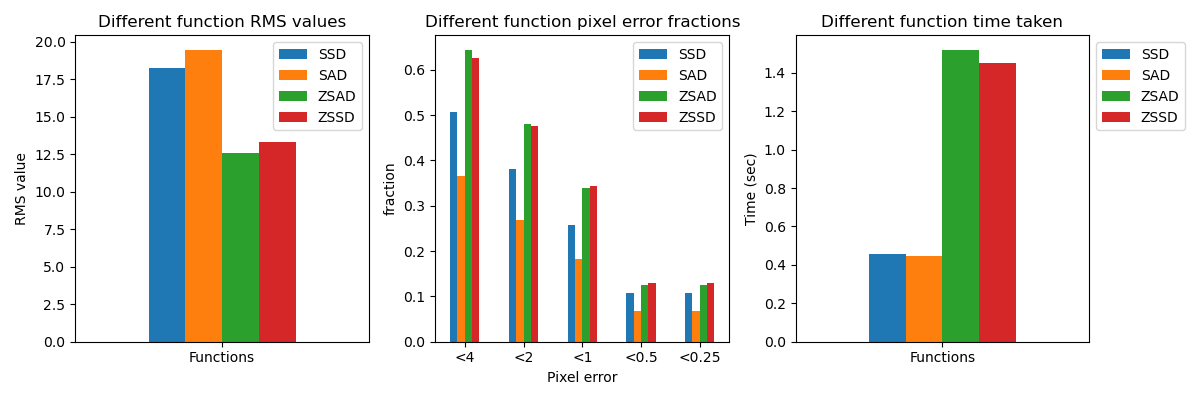 Different function RMS values
RMS value
20.0
17.5
15.0
12.5
10.0
7.5
5.0
2.5
0.0
Functions
SSD
SAD
ZSAD
ZSSD
Different function pixel error fractions
fraction
0.6
0.5
0.4
0.3
0.2
0.1
0.0
<4 <2 <1 <0.5 <0.25
Pixel error
SSD
SAD
ZSAD
ZSSD
Different function time taken
Time (sec)
1.4
1.2
1.0
0.8
0.6
0.4
0.2
0.0
Functions
SSD
SAD
ZSAD
ZSSD